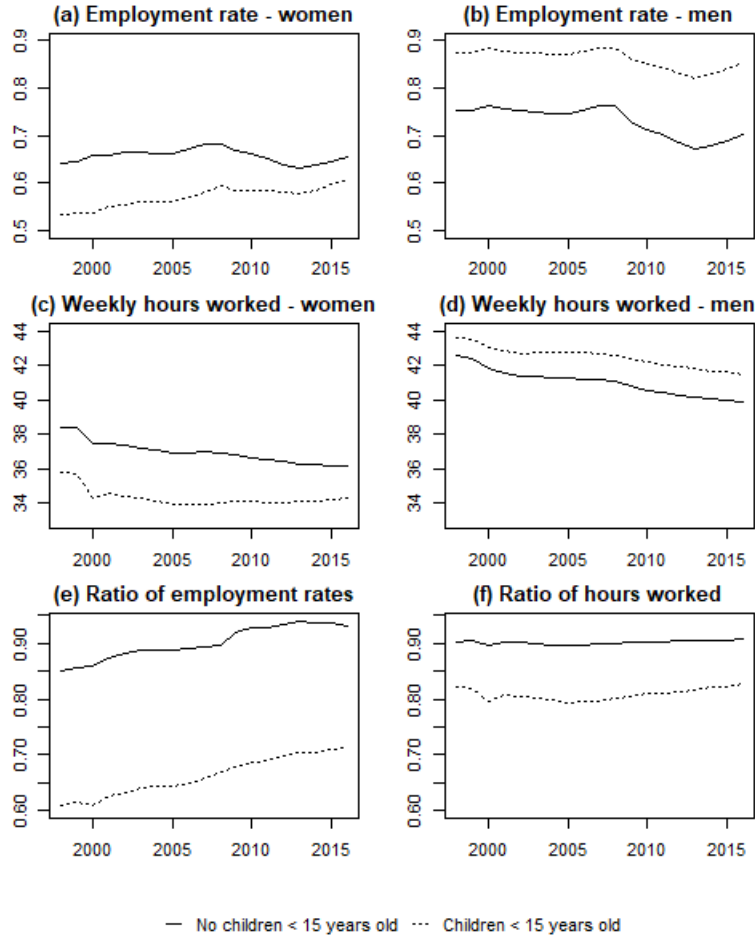 (a) Employment rate - women
(b) Employment rate - men
0.9
0.8
0.7
0.6
0.5
2000 2005 2010 2015
0.9
0.8
0.7
0.6
0.5
2000 2005 2010 2015
(c) Weekly hours worked - women
(d) Weekly hours worked - men
44
42
40
38
36
34
2000 2005 2010 2015
44
42
40
38
36
34
2000 2005 2010 2015
(e) Ratio of employment rates
(f) Ratio of hours worked
0.90
0.80
0.70
0.60
2000 2005 2010 2015
0.90
0.80
0.70
0.60
2000 2005 2010 2015
No children < 15 years old
Children < 15 years old